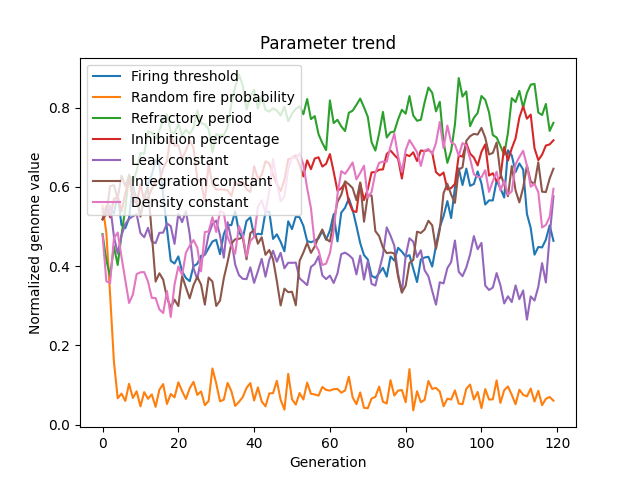 Parameter trend
Firing threshold
Random fire probability
Refractory period
Inhibition percentage
Leak constant
Integration constant
Density constant
Normalized genome value
0.8
0.6
0.4
0.2
0.0
0 20 40 60 80 100 120
Generation